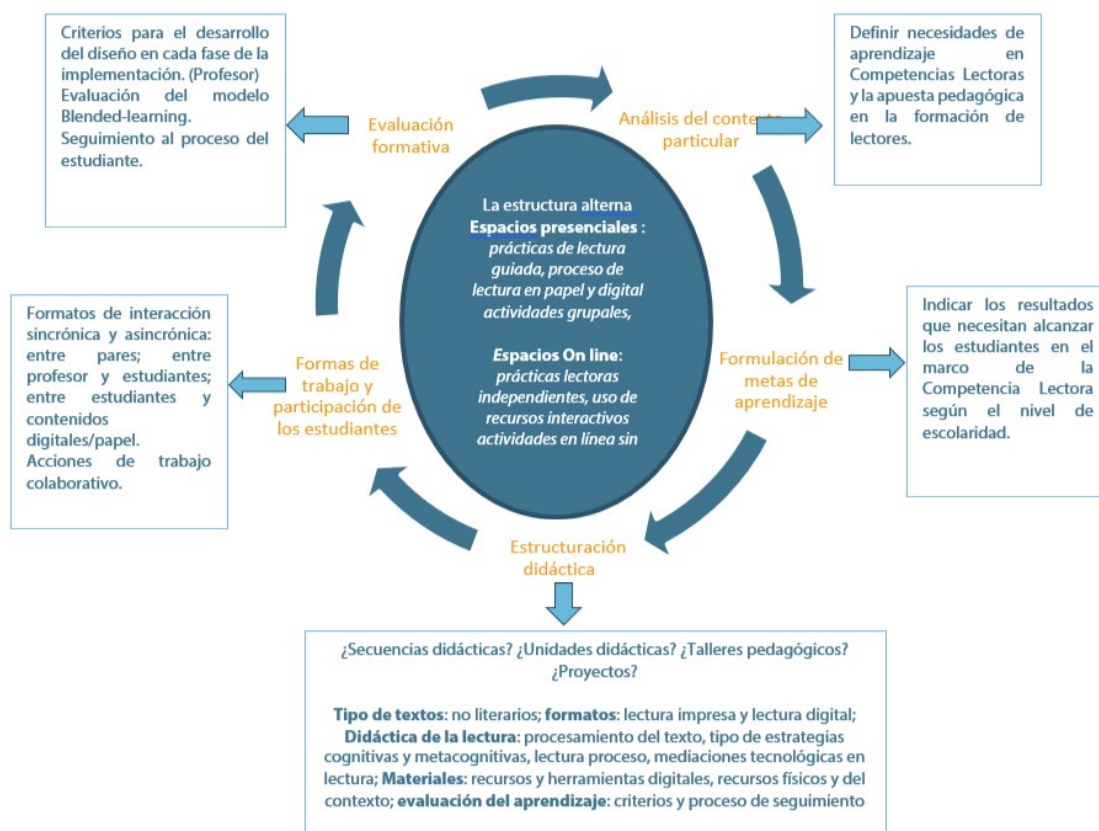 Criterios para el desarrollo
del diseño en cada fase de la
implementación. (Profesor)
Evaluación del modelo
Blended-learning.
Seguimiento al proceso del
estudiante.
Evaluación
formativa
Análisis del contexto
particular
Definir necesidades de
aprendizaje en
Competencias Lectoras
y la apuesta pedagógica
en la formación de
lectores.
La estructura alterna
Espacios presenciales :
prácticas de lectura
guiada, proceso de
lectura en papel y digital
actividades grupales,
Espacios On line:
prácticas lectoras
independientes, uso de
recursos interactivos
actividades en línea sin
Formatos de interacción
sincrónica y asincrónica:
entre pares; entre
profesor y estudiantes;
entre estudiantes y
contenidos
digitales/papel.
Acciones de trabajo
colaborativo.
Formas de
trabajo y
participación de
los estudiantes
Formulación de
metas de
aprendizaje
Indicar los resultados
que necesitan alcanzar
los estudiantes en el
marco de la
Competencia Lectora
según el nivel de
escolaridad.
Estructuración
didáctica
¿Secuencias didácticas? ¿Unidades didácticas? ¿Talleres pedagógicos?
¿Proyectos?
Tipo de textos: no literarios; formatos: lectura impresa y lectura digital;
Didáctica de la lectura: procesamiento del texto, tipo de estrategias
cognitivas y metacognitivas, lectura proceso, mediaciones tecnológicas en
lectura; Materiales: recursos y herramientas digitales, recursos físicos y del
contexto; evaluación del aprendizaje: criterios y proceso de seguimiento